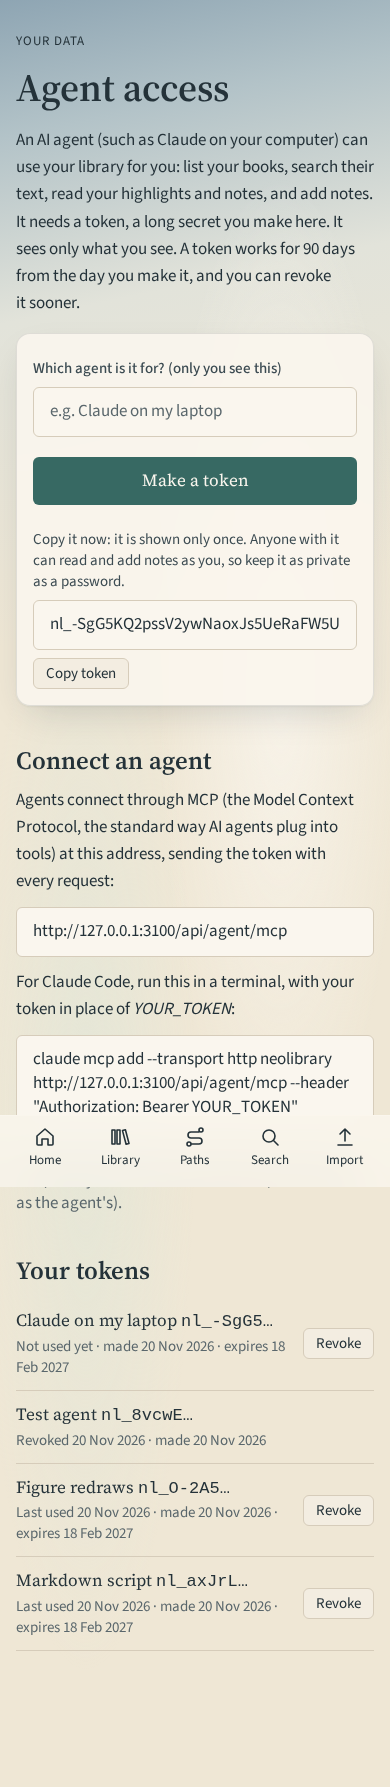 YOUR DATA
Agent access
An AI agent (such as Claude on your computer) can
use your library for you: list your books, search their
text, read your highlights and notes, and add notes.
It needs a token, a long secret you make here. It
sees only what you see. A token works for 90 days
from the day you make it, and you can revoke
it sooner.
Which agent is it for? (only you see this)
e.g. Claude on my laptop
Make a token
Copy it now: it is shown only once. Anyone with it
can read and add notes as you, so keep it as private
as a password.
nl_-SgG5KQ2pssV2ywNaoxJs5UeRaFW5U
Copy token
Connect an agent
Agents connect through MCP (the Model Context
Protocol, the standard way AI agents plug into
tools) at this address, sending the token with
every request:
http://127.0.0.1:3100/api/agent/mcp
For Claude Code, run this in a terminal, with your
token in place of YOUR_TOKEN:
claude mcp add --transport http neolibrary
http://127.0.0.1:3100/api/agent/mcp --header
"Authorization: Bearer YOUR_TOKEN"
Home
Library
Paths
Search
Import
as the agent's).
Your tokens
Claude on my laptop nl_-SgG5…
Not used yet · made 20 Nov 2026 · expires 18
Feb 2027
Revoke
Test agent nl_8vcwE…
Revoked 20 Nov 2026 · made 20 Nov 2026
Figure redraws nl_O-2A5…
Last used 20 Nov 2026 · made 20 Nov 2026 ·
expires 18 Feb 2027
Revoke
Markdown script nl_axJrL…
Last used 20 Nov 2026 · made 20 Nov 2026 ·
expires 18 Feb 2027
Revoke